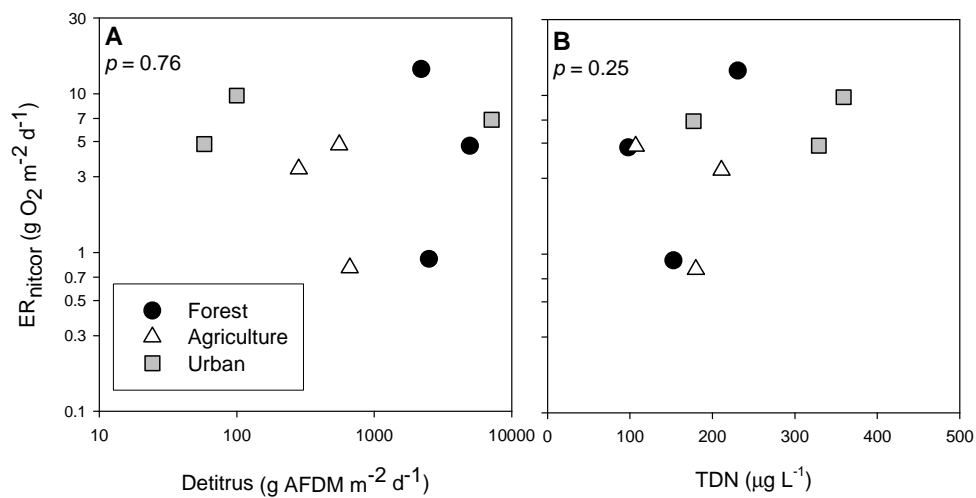 A
p = 0.76
30
10
7
5
3
1
0.7
0.5
0.3
0.1
ER_nitcor (g O₂ m⁻² d⁻¹)
Forest
Agriculture
Urban
10 100 1000 10000
Detitrus (g AFDM m⁻² d⁻¹)
B
p = 0.25
0 100 200 300 400 500
TDN (µg L⁻¹)